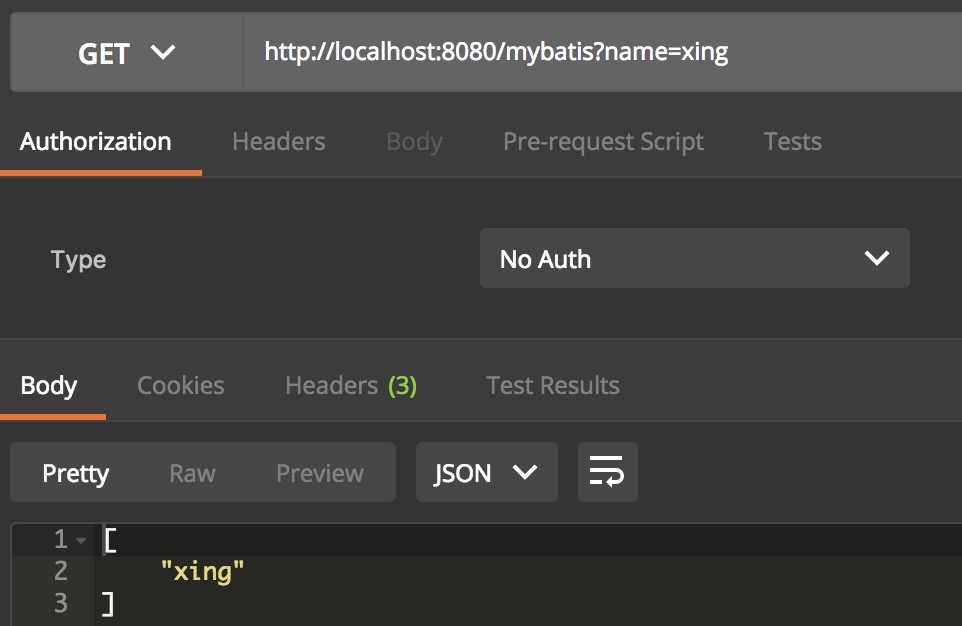 GET http://localhost:8080/mybatis?name=xing
Authorization Headers Body Pre-request Script Tests
Type No Auth
Body Cookies Headers (3) Test Results
Pretty Raw Preview JSON
1 [
2 "xing"
3 ]